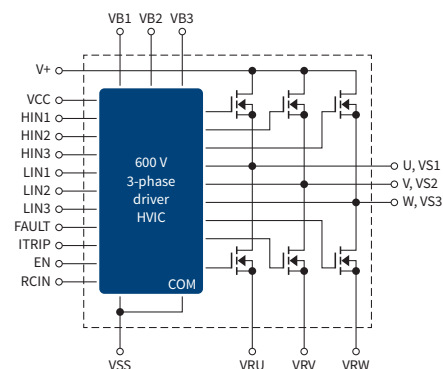 VB1 VB2 VB3
V+
VCC
HIN1
HIN2
HIN3
LIN1
LIN2
LIN3
FAULT
ITRIP
EN
RCIN
600 V
3-phase
driver
HVIC
COM
U, VS1
V, VS2
W, VS3
VSS
VRU
VRV
VRW